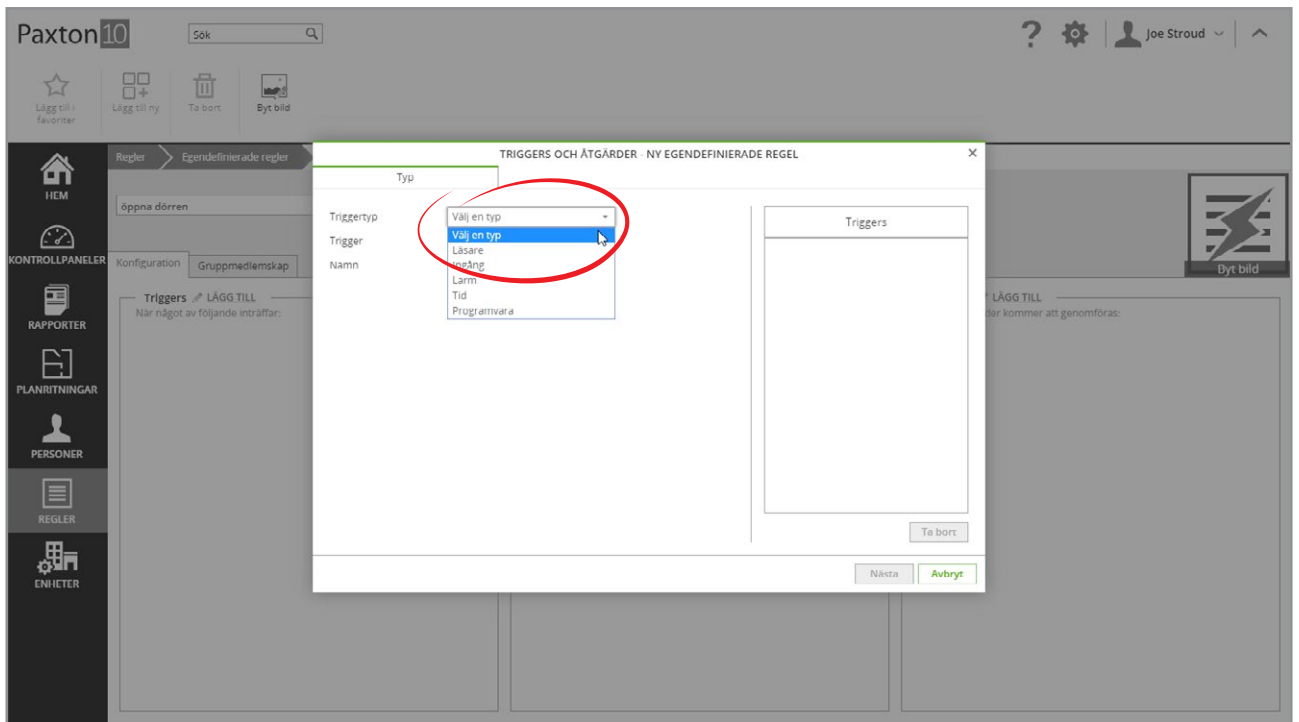 Paxton10
Sök
Joe Stroud
Lägg till i
favoriter
Lägg till ny
Ta bort
Byt bild
HEM
KONTROLLPANELER
RAPPORTER
PLANRITNINGAR
PERSONER
REGLER
ENHETER
Regler
Egendefinierade regler
öppna dörren
Konfiguration
Gruppmedlemskap
Triggers LÄGG TILL
När något av följande inträffar:
TRIGGERS OCH ÅTGÄRDER - NY EGENDEFINIERADE REGEL
Typ
Triggertyp
Välj en typ
Välj en typ
Läsare
Ingång
Larm
Tid
Programvara
Trigger
Namn
Triggers
Ta bort
Nästa
Avbryt
Byt bild
LÄGG TILL
der kommer att genomföras: